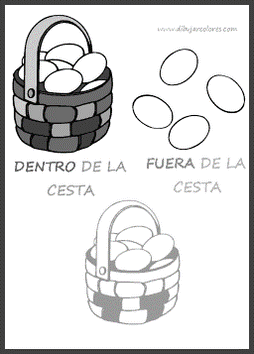 www.dibujarcolores.com
DENTRO DE LA
CESTA
FUERA DE LA
CESTA